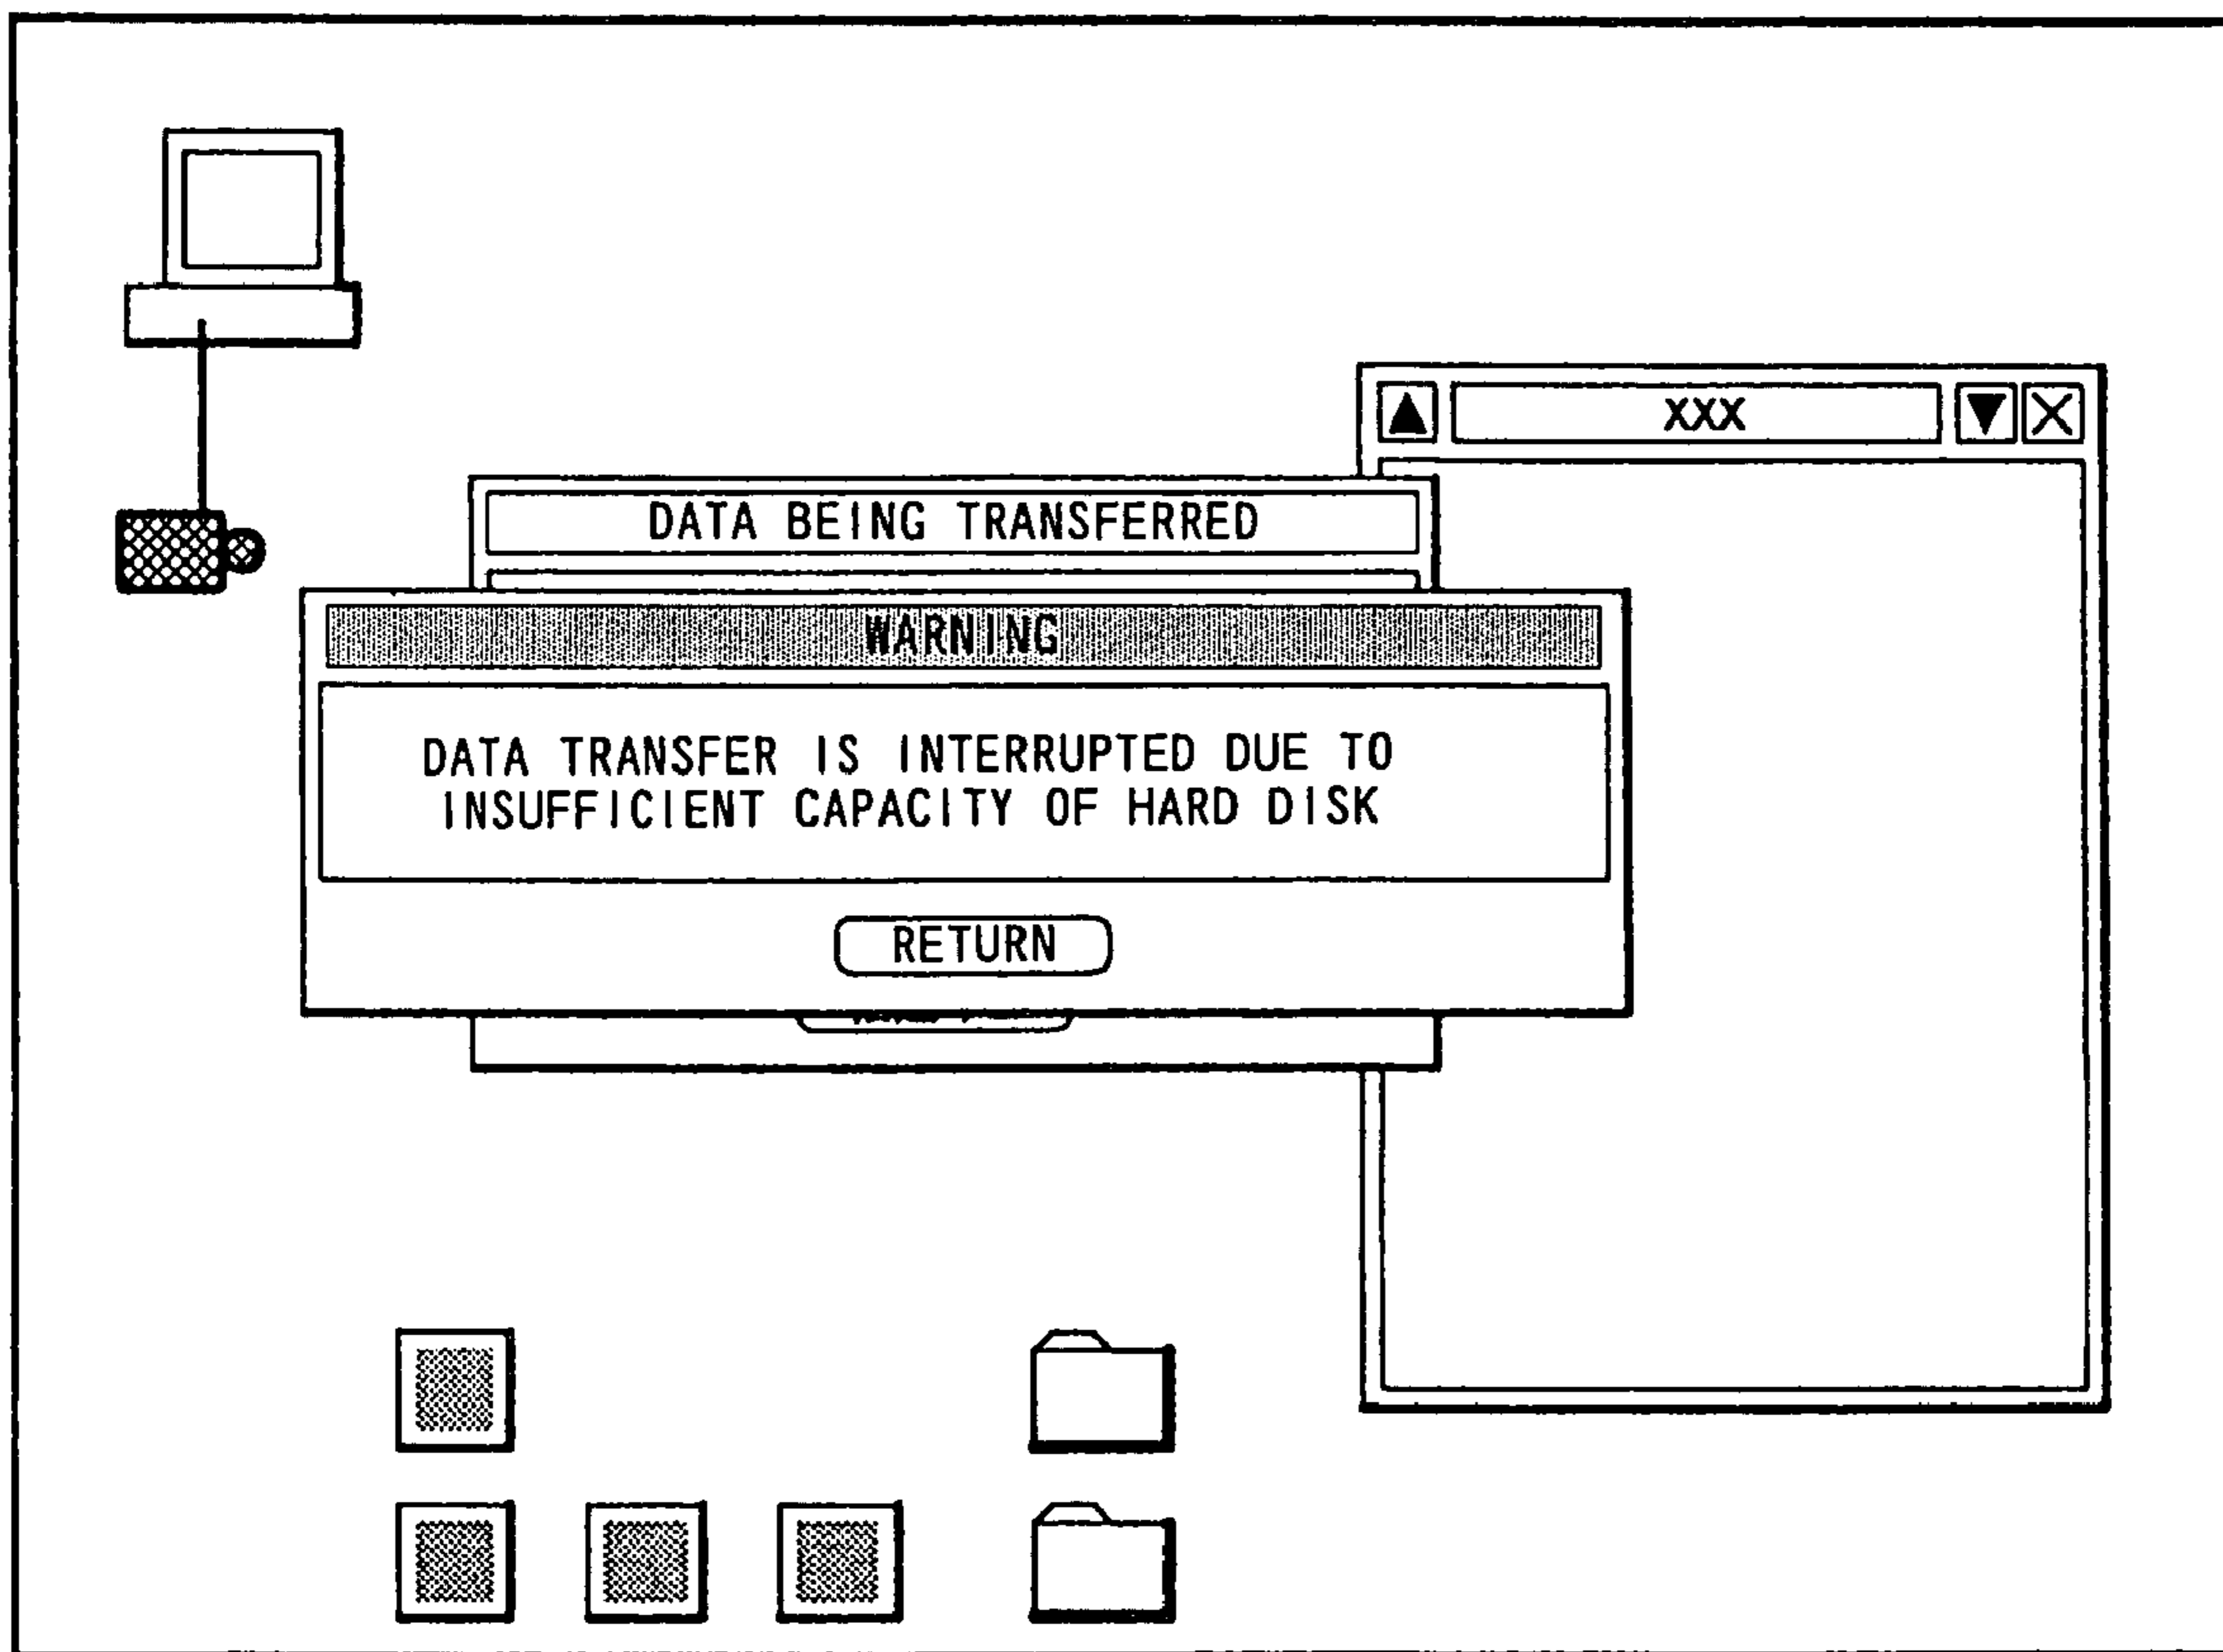 XXX
DATA BEING TRANSFERRED
WARNING
DATA TRANSFER IS INTERRUPTED DUE TO
INSUFFICIENT CAPACITY OF HARD DISK
RETURN